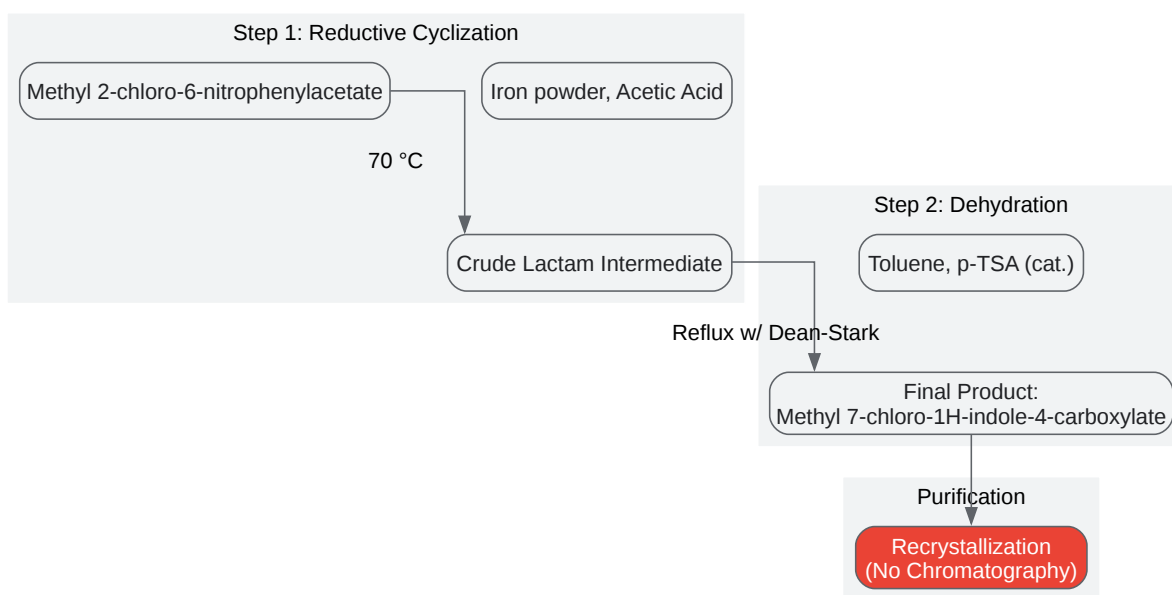 Step 1: Reductive Cyclization
Methyl 2-chloro-6-nitrophenylacetate
Iron powder, Acetic Acid
70 °C
Crude Lactam Intermediate
Step 2: Dehydration
Toluene, p-TSA (cat.)
Reflux w/ Dean-Stark
Final Product:
Methyl 7-chloro-1H-indole-4-carboxylate
Purification
Recrystallization
(No Chromatography)